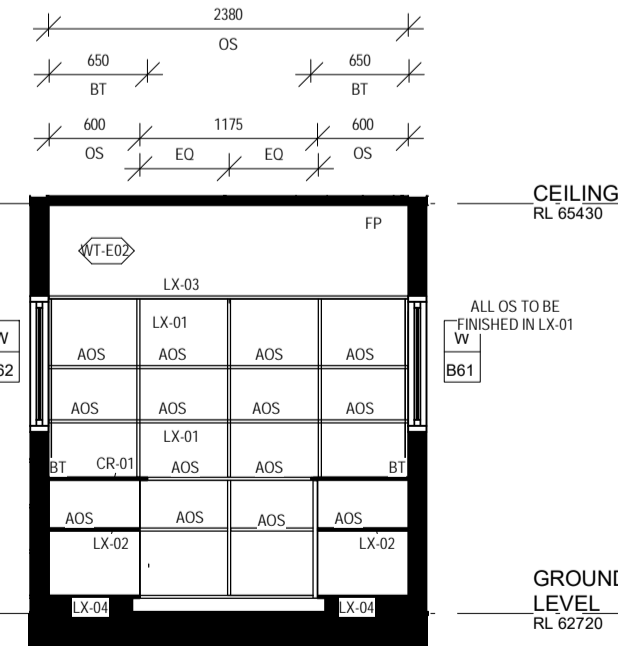 2380
OS
650
650
BT
BT
600
1175
600
OS
EQ
EQ
OS
CEILING
RL 65430
FP
WT-E02
LX-03
ALL OS TO BE
FINISHED IN LX-01
LX-01
W
W
AOS
AOS
AOS
AOS
62
B61
AOS
AOS
AOS
AOS
LX-01
BT
CR-01
AOS
AOS
BT
AOS
AOS
AOS
AOS
LX-02
LX-02
GROUND
LEVEL
RL 62720
LX-04
LX-04